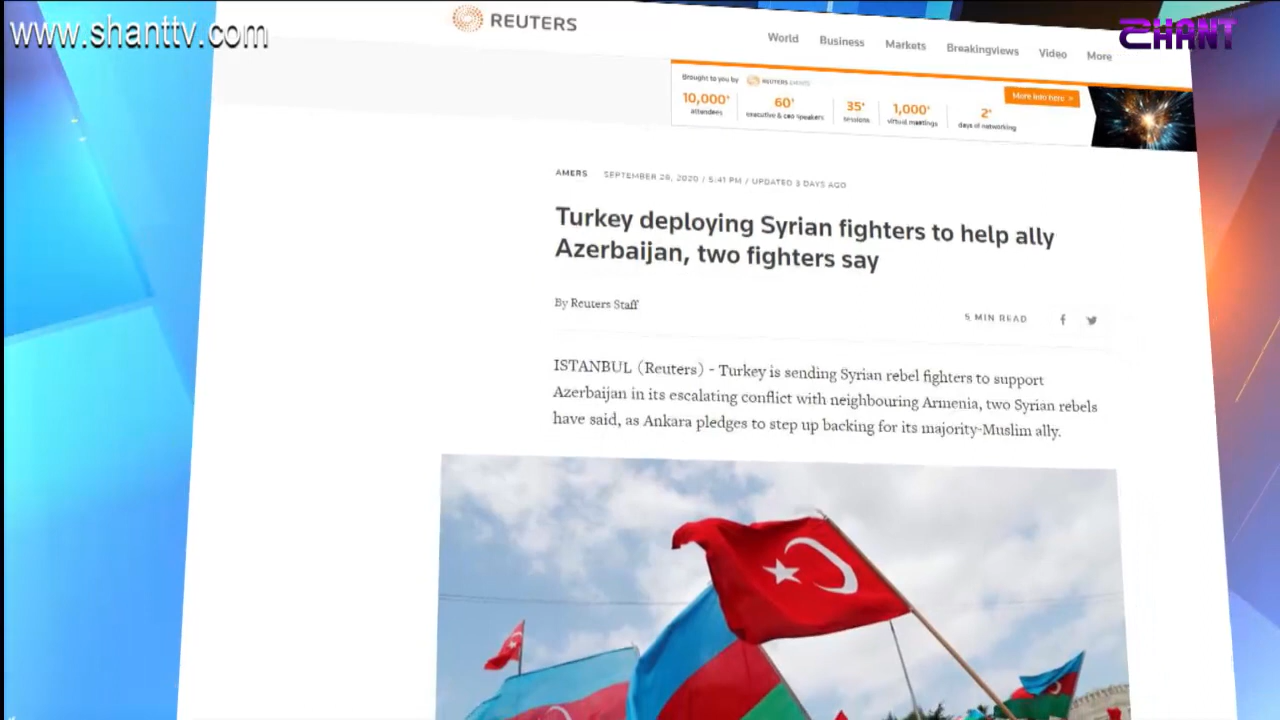 www.shanttv.com
SHANT
REUTERS
World Business Markets Breakingviews Video More
Brought to you by REUTERS EVENTS
More info here >
10,000+ attendees
60+ executive & ceo speakers
35+ sessions
1,000+ virtual meetings
2+ days of networking
AMERS SEPTEMBER 28, 2020 / 5:41 PM / UPDATED 3 DAYS AGO
Turkey deploying Syrian fighters to help ally
Azerbaijan, two fighters say
By Reuters Staff
5 MIN READ
ISTANBUL (Reuters) - Turkey is sending Syrian rebel fighters to support
Azerbaijan in its escalating conflict with neighbouring Armenia, two Syrian rebels
have said, as Ankara pledges to step up backing for its majority-Muslim ally.